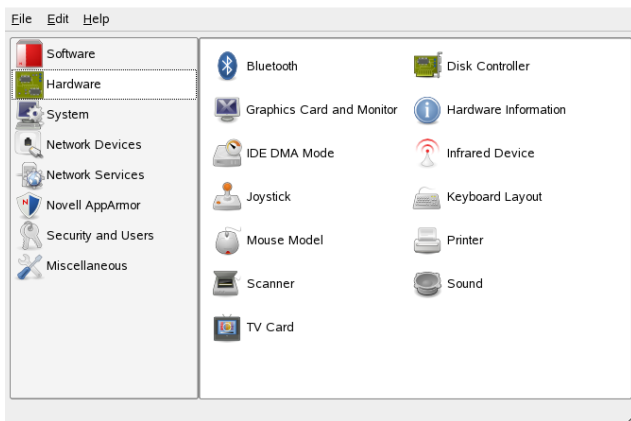 File Edit Help
Software
Hardware
System
Network Devices
Network Services
Novell AppArmor
Security and Users
Miscellaneous
Bluetooth
Disk Controller
Graphics Card and Monitor
Hardware Information
IDE DMA Mode
Infrared Device
Joystick
Keyboard Layout
Mouse Model
Printer
Scanner
Sound
TV Card